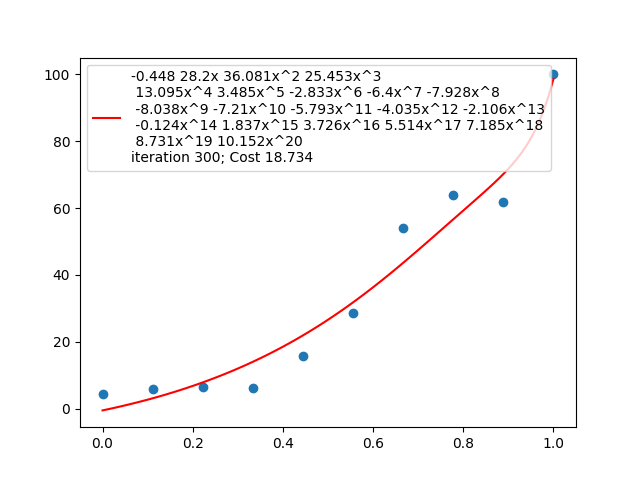 -0.448 28.2x 36.081x^2 25.453x^3
13.095x^4 3.485x^5 -2.833x^6 -6.4x^7 -7.928x^8
-8.038x^9 -7.21x^10 -5.793x^11 -4.035x^12 -2.106x^13
-0.124x^14 1.837x^15 3.726x^16 5.514x^17 7.185x^18
8.731x^19 10.152x^20
iteration 300; Cost 18.734
100
80
60
40
20
0
0.0 0.2 0.4 0.6 0.8 1.0